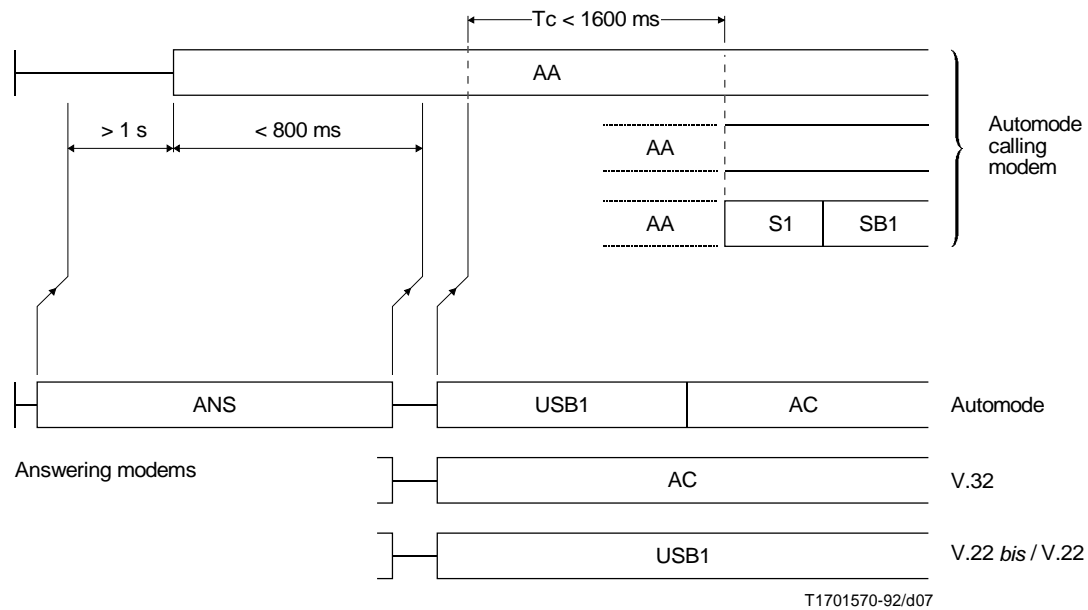 Tc < 1600 ms
AA
> 1 s
< 800 ms
AA
Automode
calling
modem
AA
S1
SB1
ANS
USB1
AC
Automode
Answering modems
AC
V.32
USB1
V.22 bis / V.22
T1701570-92/d07